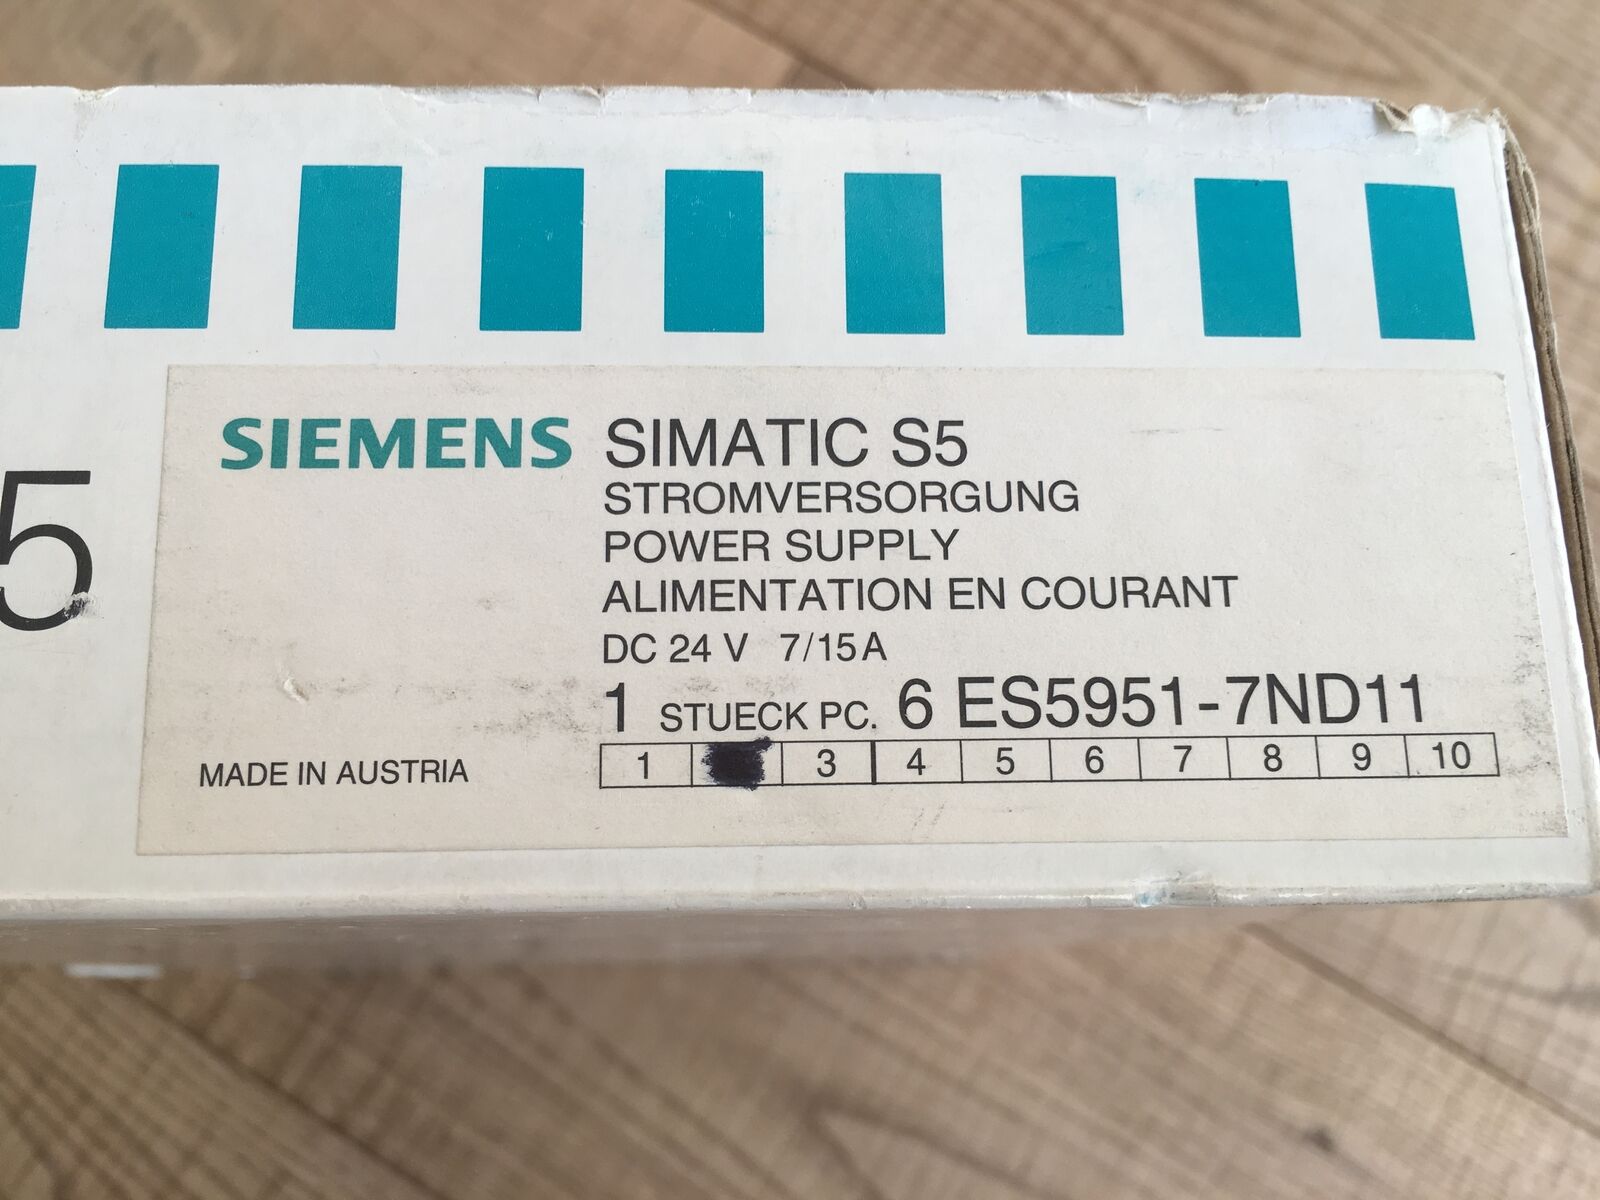 5
SIEMENS SIMATIC S5
STROMVERSORGUNG
POWER SUPPLY
ALIMENTATION EN COURANT
DC 24 V 7/15A
1 STUECK PC. 6 ES5951-7ND11
MADE IN AUSTRIA 1 3 4 5 6 7 8 9 10